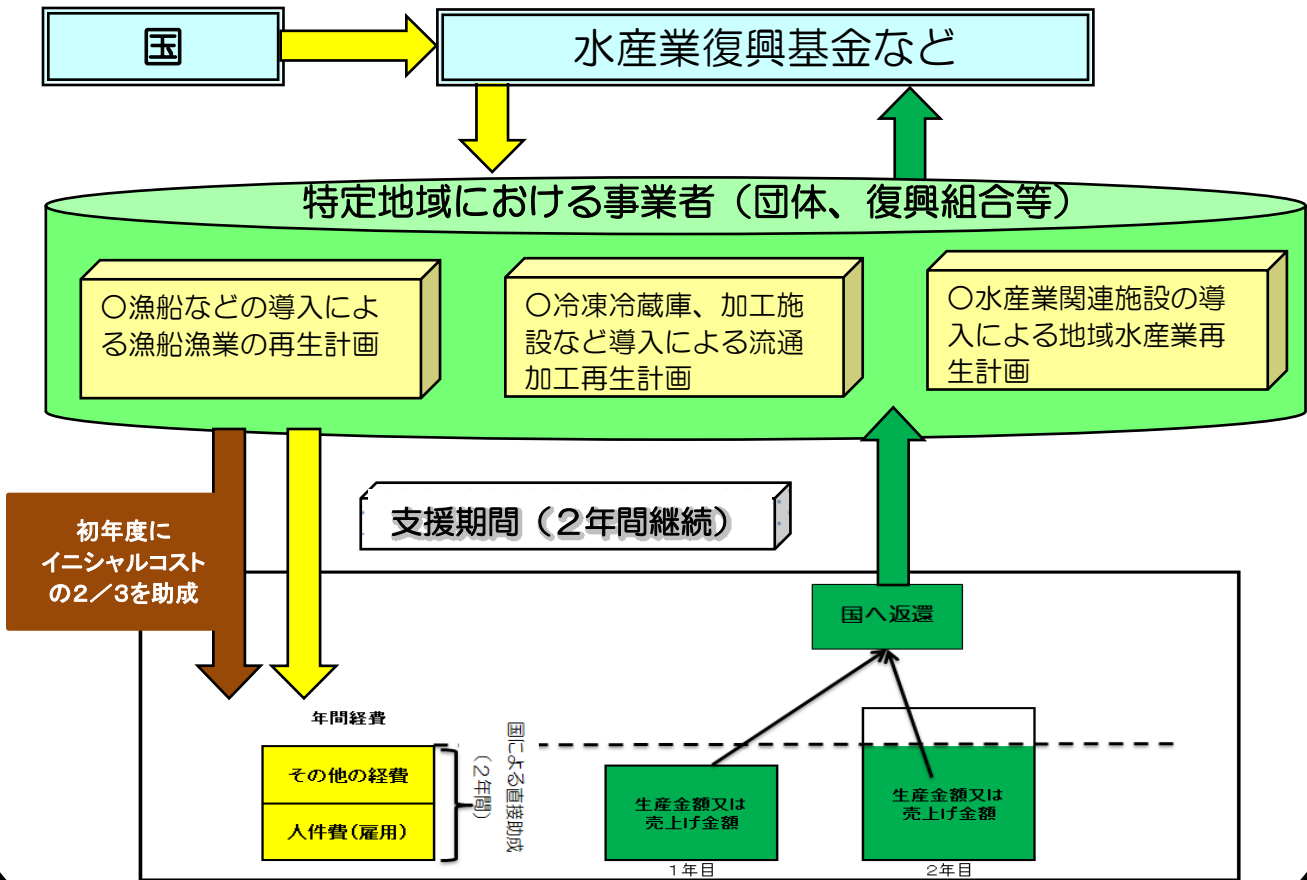 国
水産業復興基金など
特定地域における事業者（団体、復興組合等）
〇漁船などの導入によ
る漁船漁業の再生計画
〇冷凍冷蔵庫、加工施
設など導入による流通
加工再生計画
〇水産業関連施設の導
入による地域水産業再
生計画
初年度に
イニシャルコスト
の２／３を助成
支援期間（２年間継続）
国へ返還
年間経費
その他の経費
人件費（雇用）
国による直接助成
（２年間）
生産金額又は
売上げ金額
1年目
生産金額又は
売上げ金額
2年目